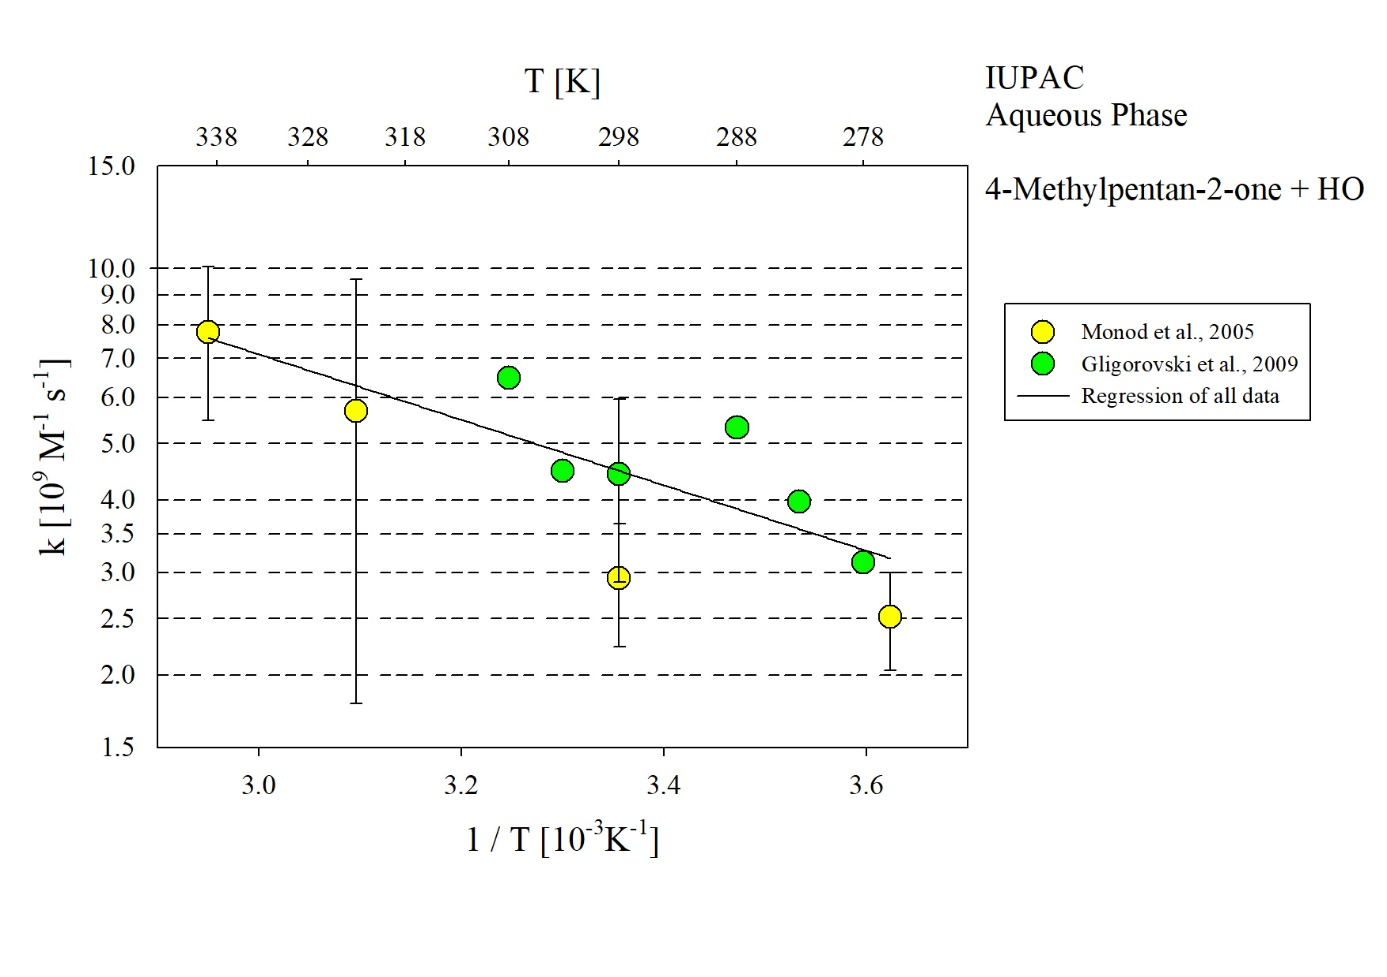 T [K]
IUPAC
Aqueous Phase
338 328 318 308 298 288 278
4-Methylpentan-2-one + HO
15.0
10.0
9.0
8.0
7.0
6.0
5.0
4.0
3.5
3.0
2.5
2.0
1.5
k [10⁹ M⁻¹ s⁻¹]
Monod et al., 2005
Gligorovski et al., 2009
Regression of all data
3.0 3.2 3.4 3.6
1 / T [10⁻³K⁻¹]